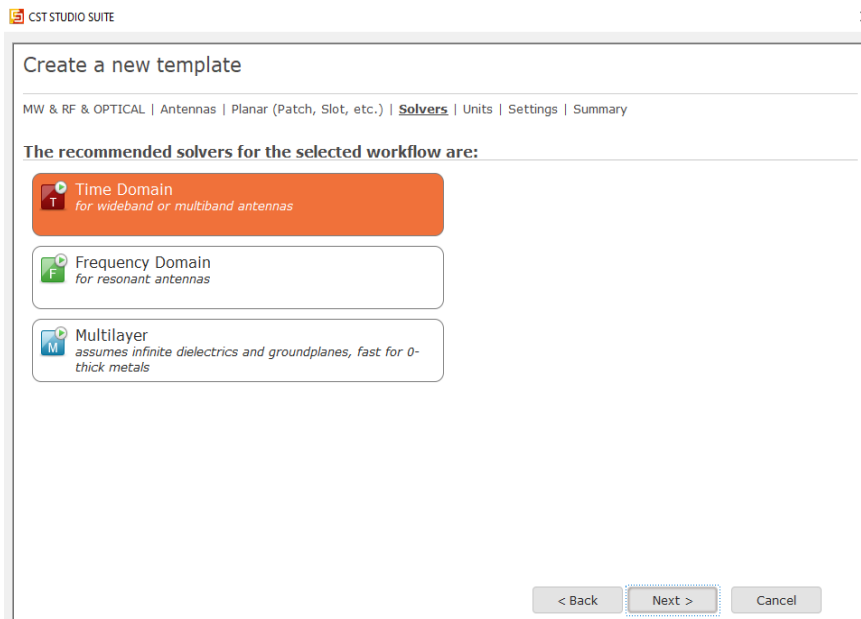 CST STUDIO SUITE
Create a new template
MW & RF & OPTICAL | Antennas | Planar (Patch, Slot, etc.) | Solvers | Units | Settings | Summary
The recommended solvers for the selected workflow are:
T
Time Domain
for wideband or multiband antennas
F
Frequency Domain
for resonant antennas
M
Multilayer
assumes infinite dielectrics and groundplanes, fast for 0-
thick metals
< Back Next > Cancel